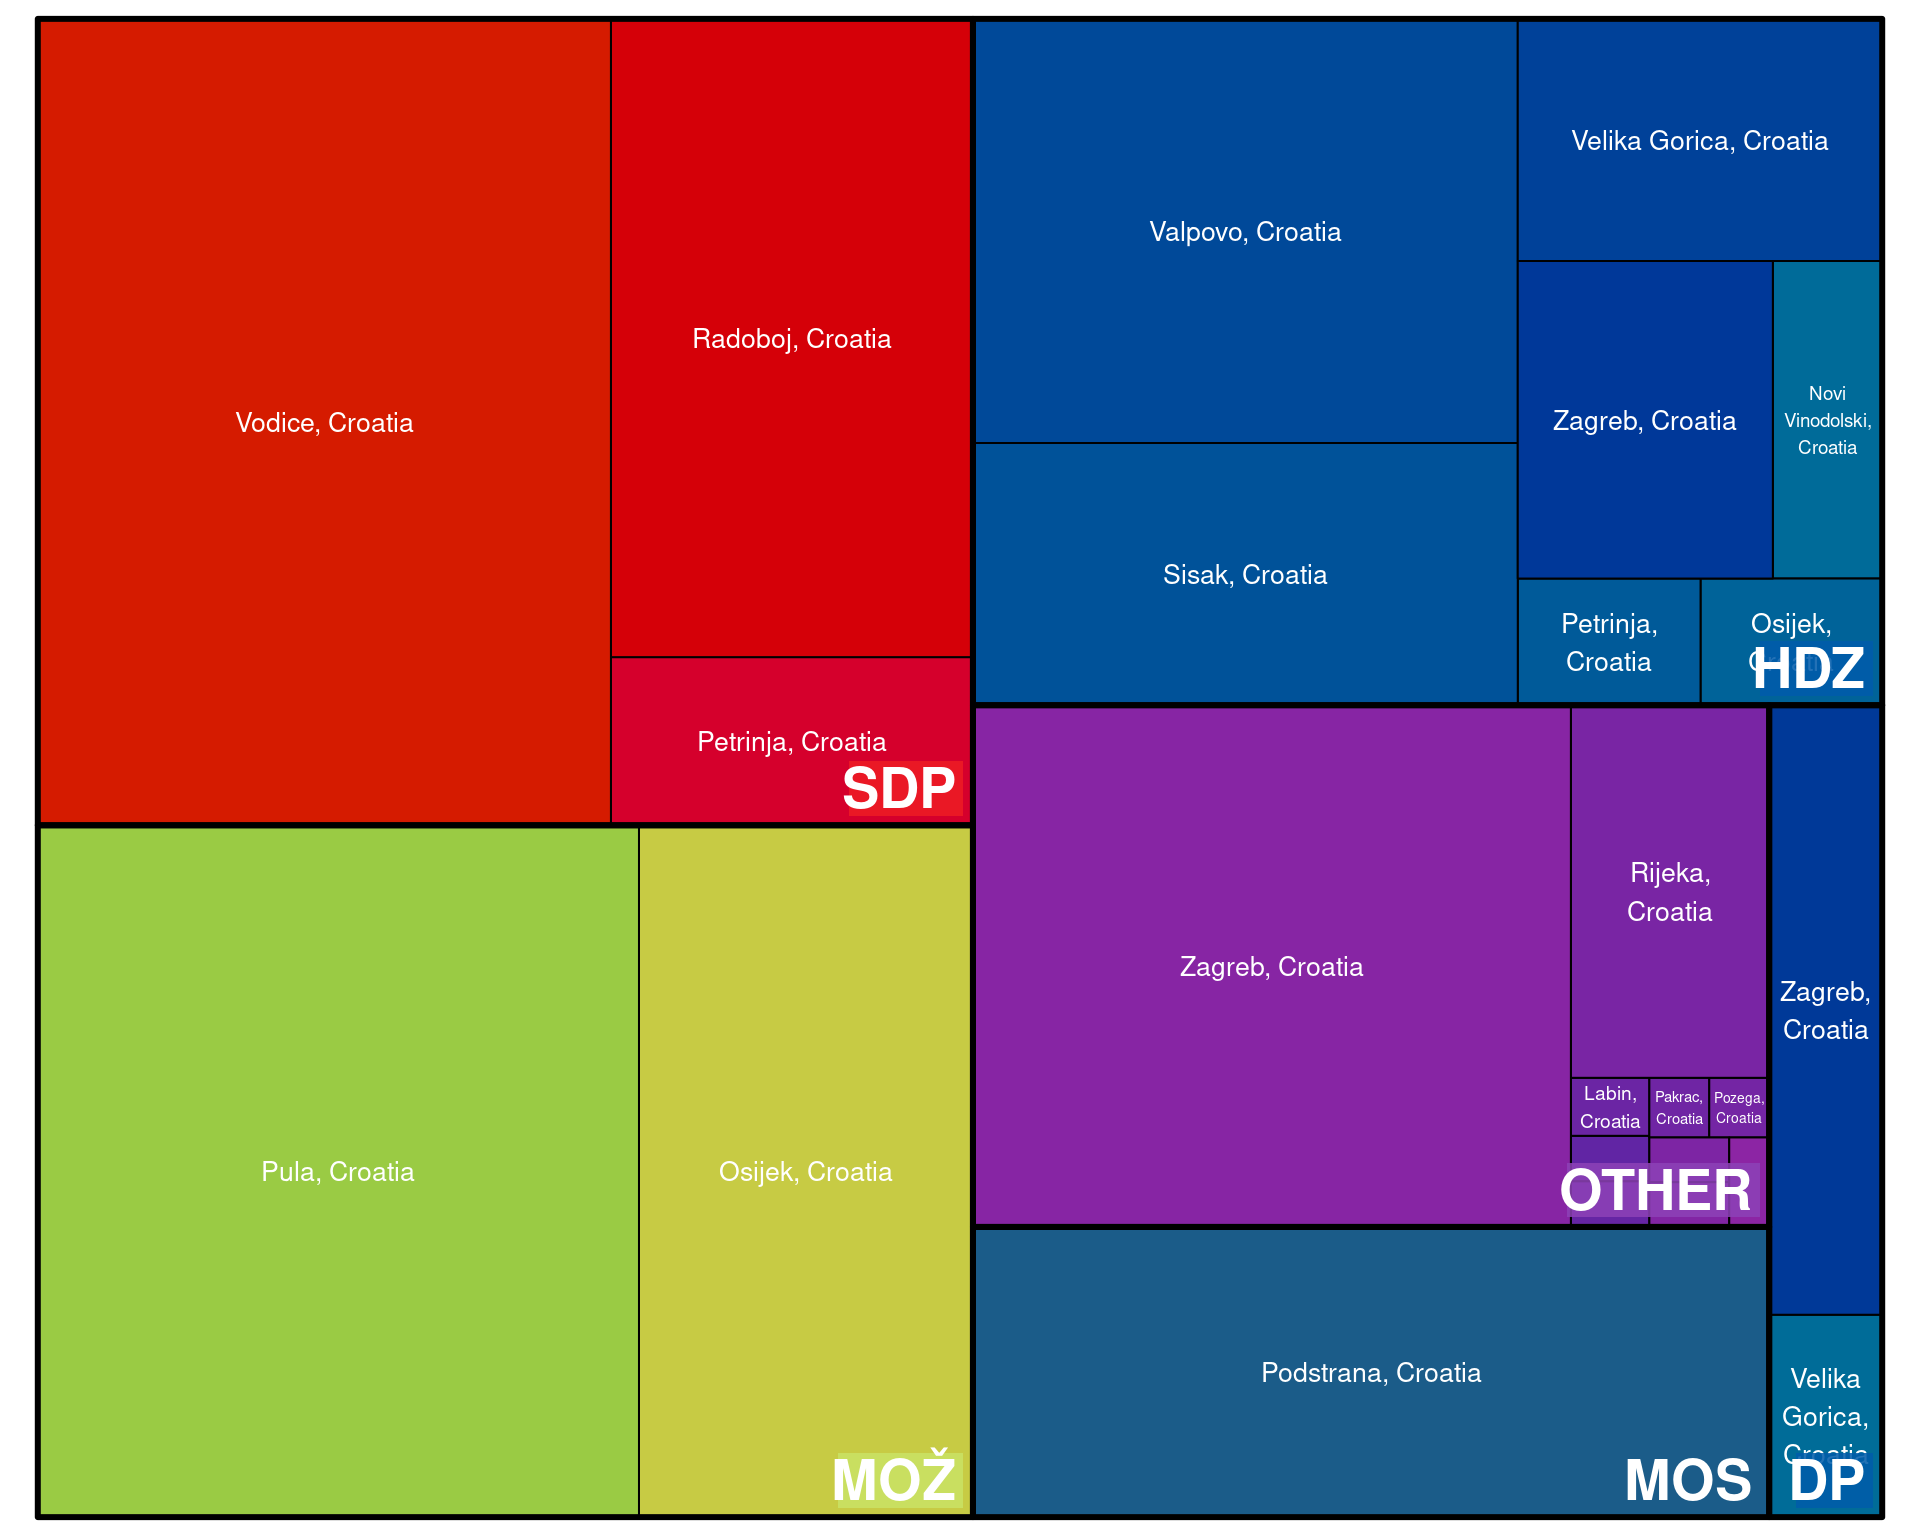 Vodice, Croatia
Radoboj, Croatia
Petrinja, Croatia
SDP
Pula, Croatia
Osijek, Croatia
MOŽ
Valpovo, Croatia
Sisak, Croatia
Velika Gorica, Croatia
Zagreb, Croatia
Novi
Vinodolski,
Croatia
Petrinja,
Croatia
Osijek,
Croatia
HDZ
Zagreb, Croatia
Rijeka,
Croatia
Labin,
Croatia
Pakrac,
Croatia
Pozega,
Croatia
OTHER
Podstrana, Croatia
MOS
Zagreb,
Croatia
Velika
Gorica,
Croatia
DP